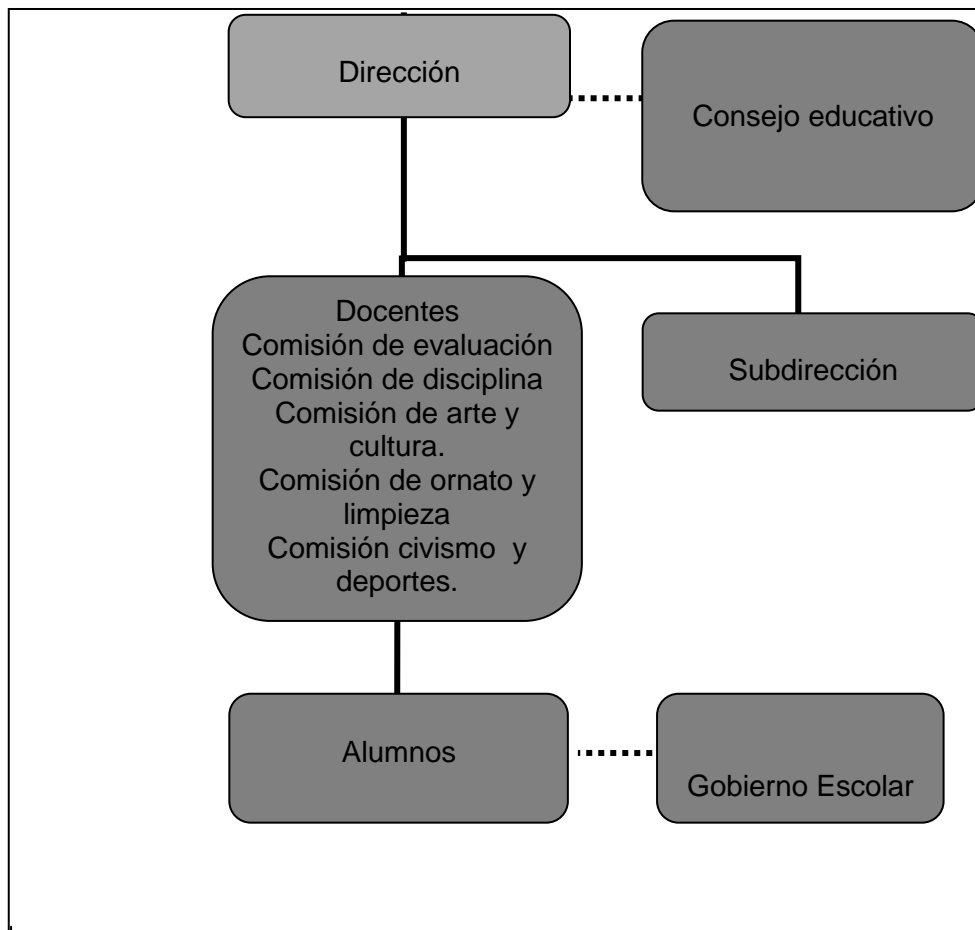 Dirección
Consejo educativo
Docentes
Comisión de evaluación
Comisión de disciplina
Comisión de arte y
cultura.
Comisión de ornato y
limpieza
Comisión civismo  y
deportes.
Subdirección
Alumnos
Gobierno Escolar